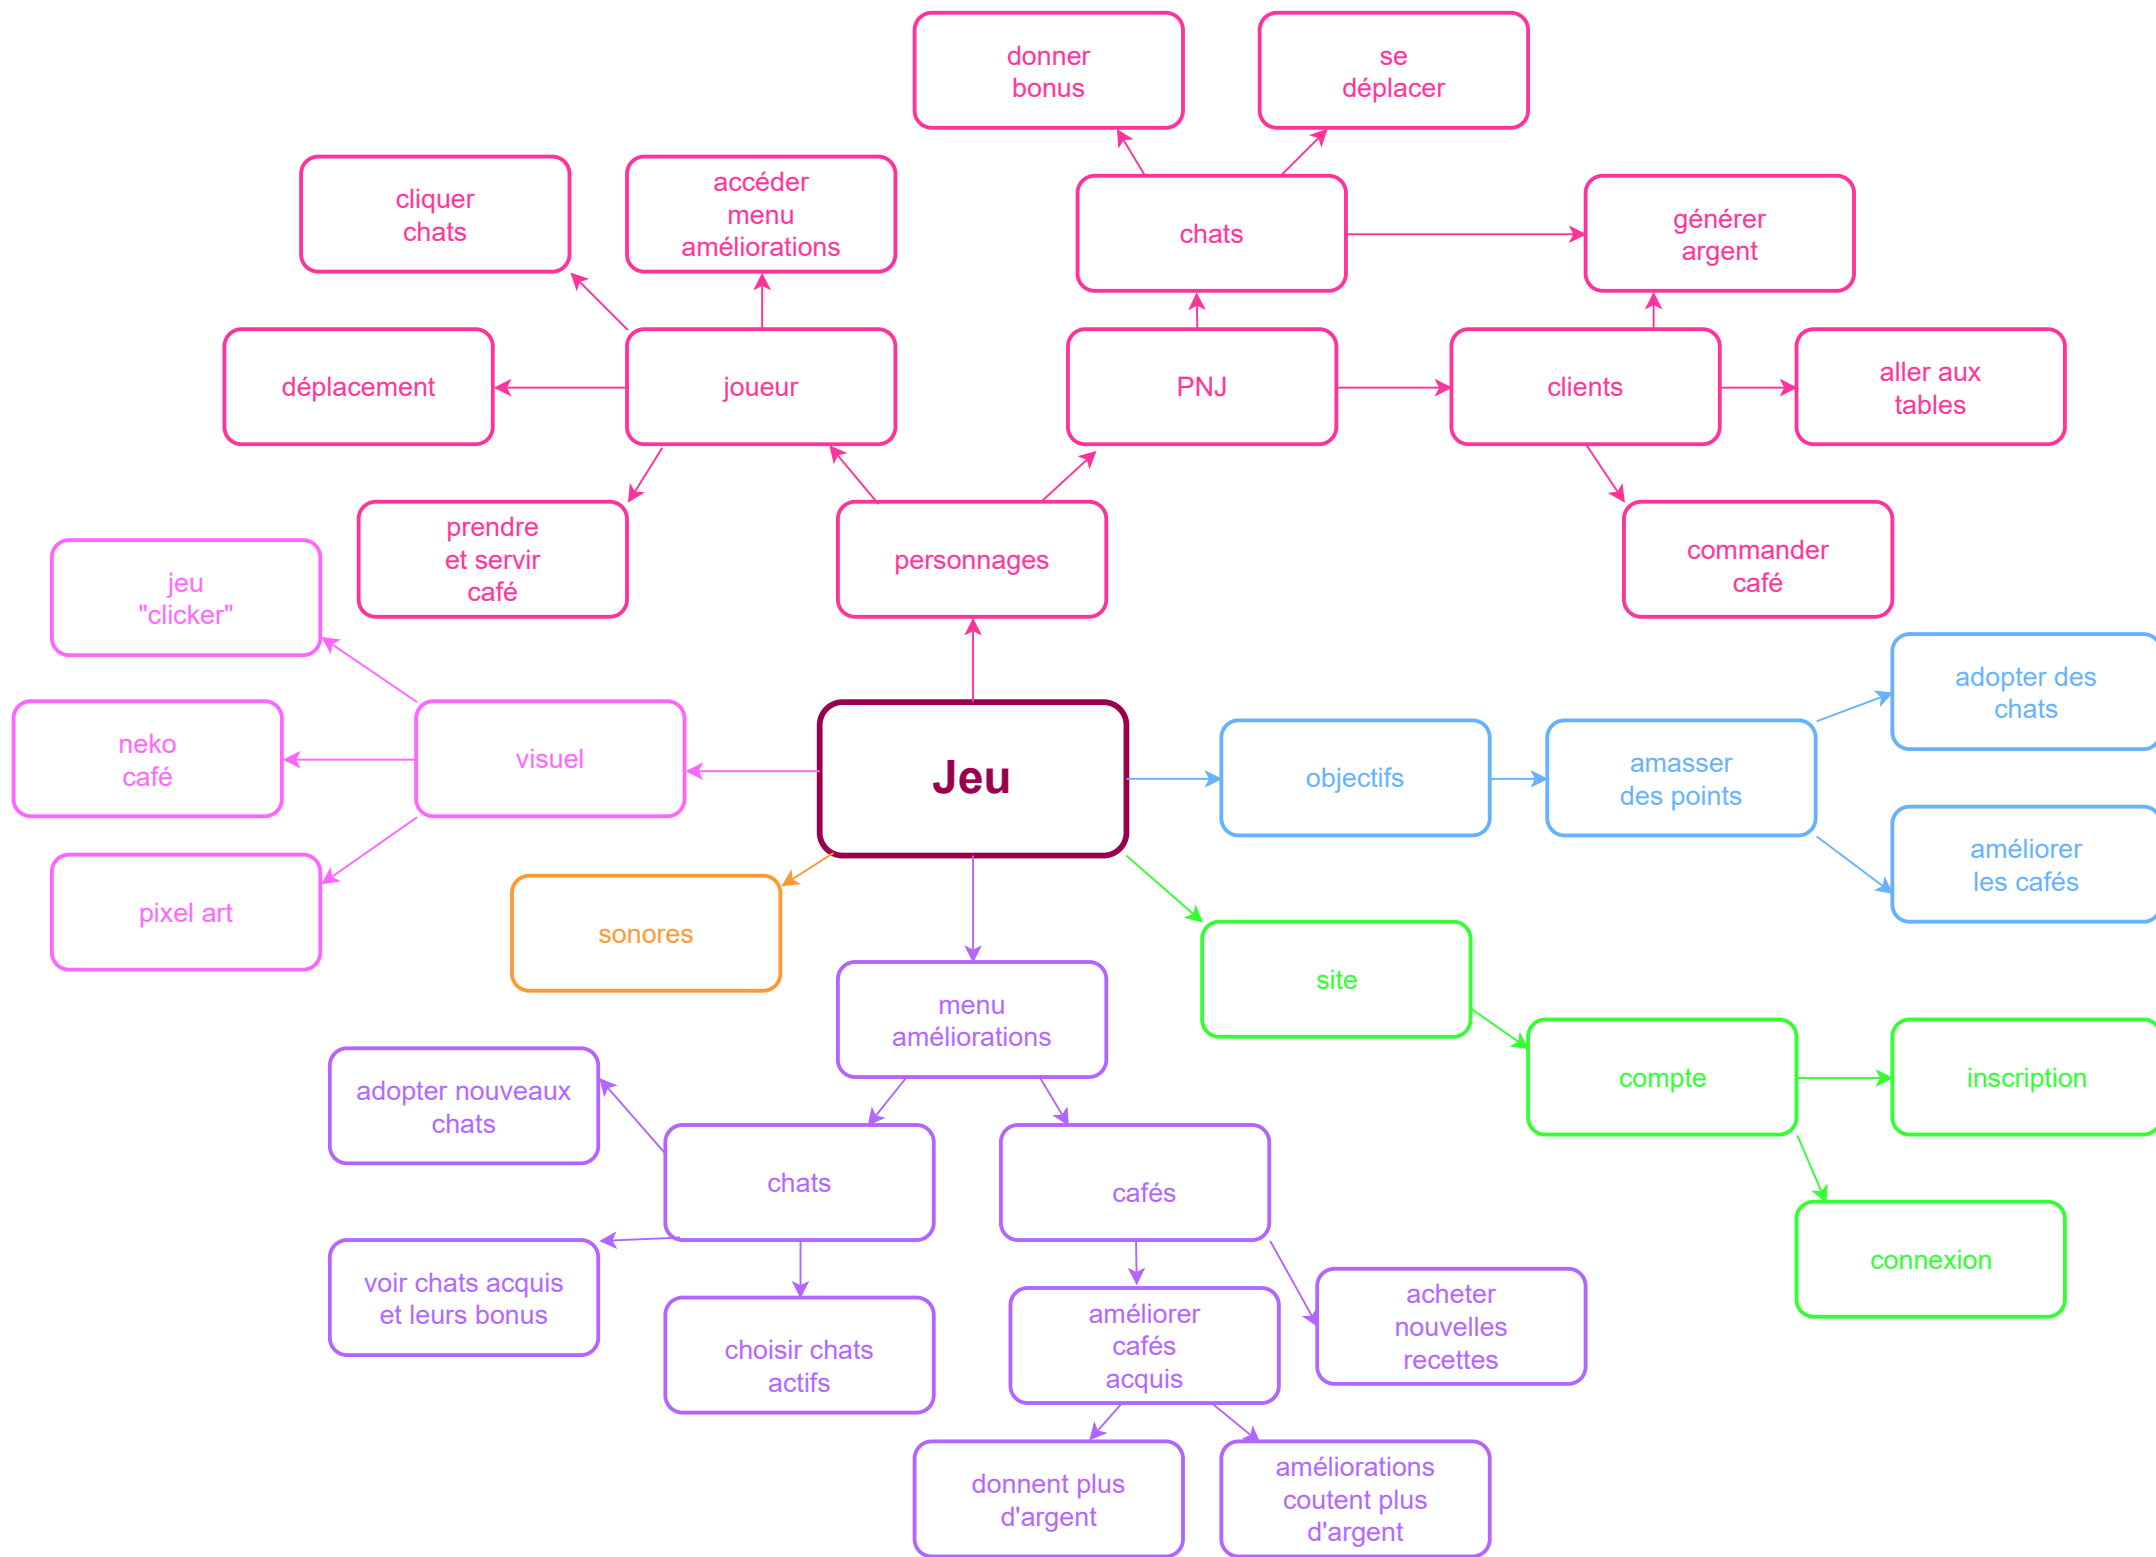 donner
bonus
se
déplacer
cliquer
chats
accéder
menu
améliorations
chats
générer
argent
déplacement
joueur
PNJ
clients
aller aux
tables
prendre
et servir
café
personnages
commander
café
jeu
"clicker"
adopter des
chats
neko
café
visuel
Jeu
objectifs
amasser
des points
améliorer
les cafés
pixel art
sonores
site
menu
améliorations
compte
inscription
adopter nouveaux
chats
chats
cafés
connexion
voir chats acquis
et leurs bonus
choisir chats
actifs
améliorer
cafés
acquis
acheter
nouvelles
recettes
donnent plus
d'argent
améliorations
coutent plus
d'argent